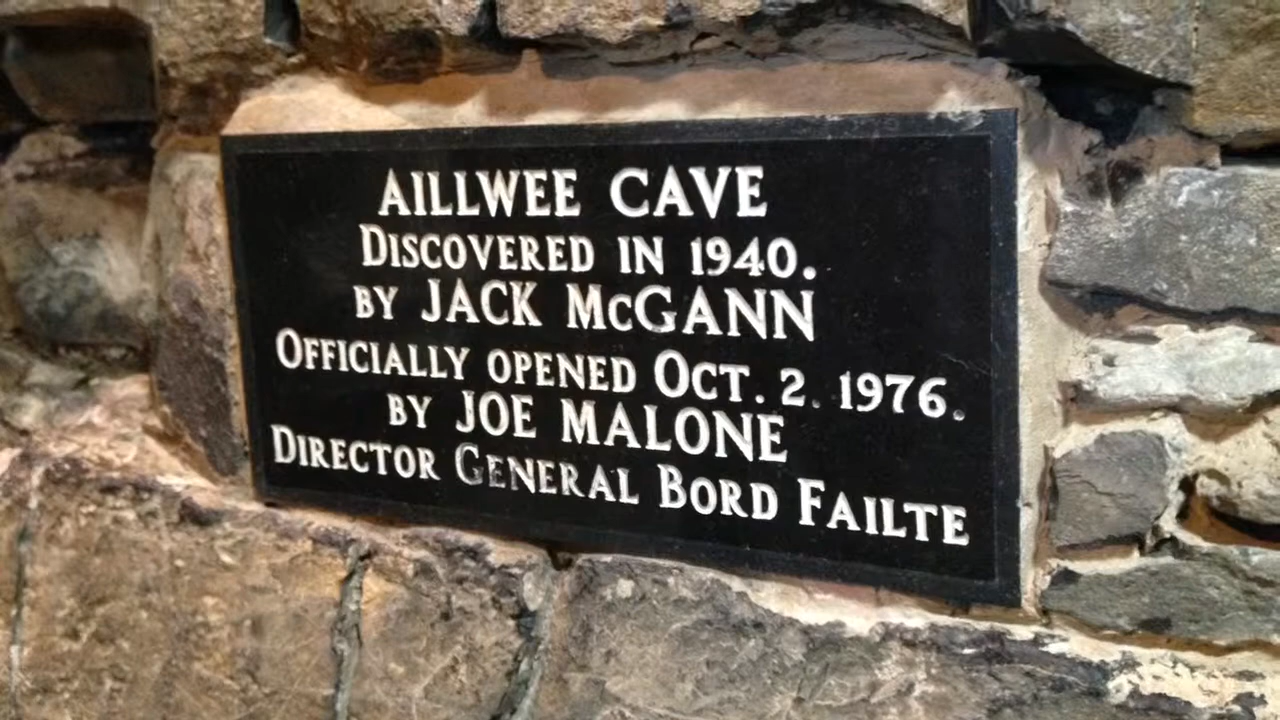 AILLWEE CAVE
DISCOVERED IN 1940.
BY JACK McGANN
OFFICIALLY OPENED OCT. 2. 1976.
BY JOE MALONE
DIRECTOR GENERAL BORD FAILTE